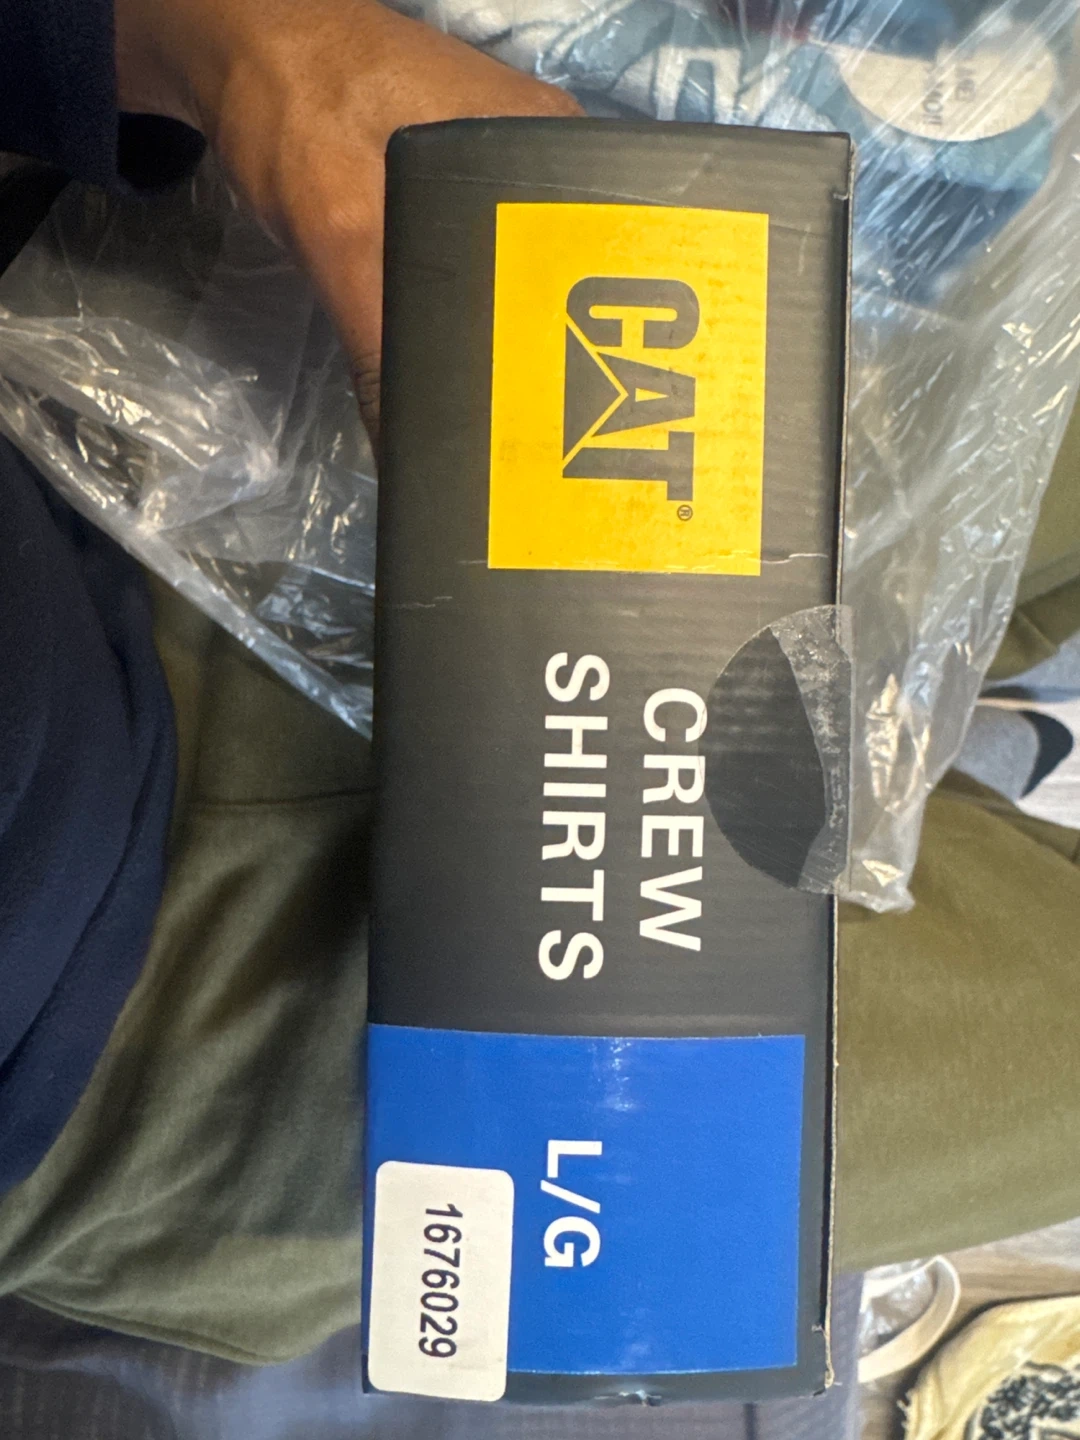 CAT®
CREW
SHIRTS
L/G
1676029